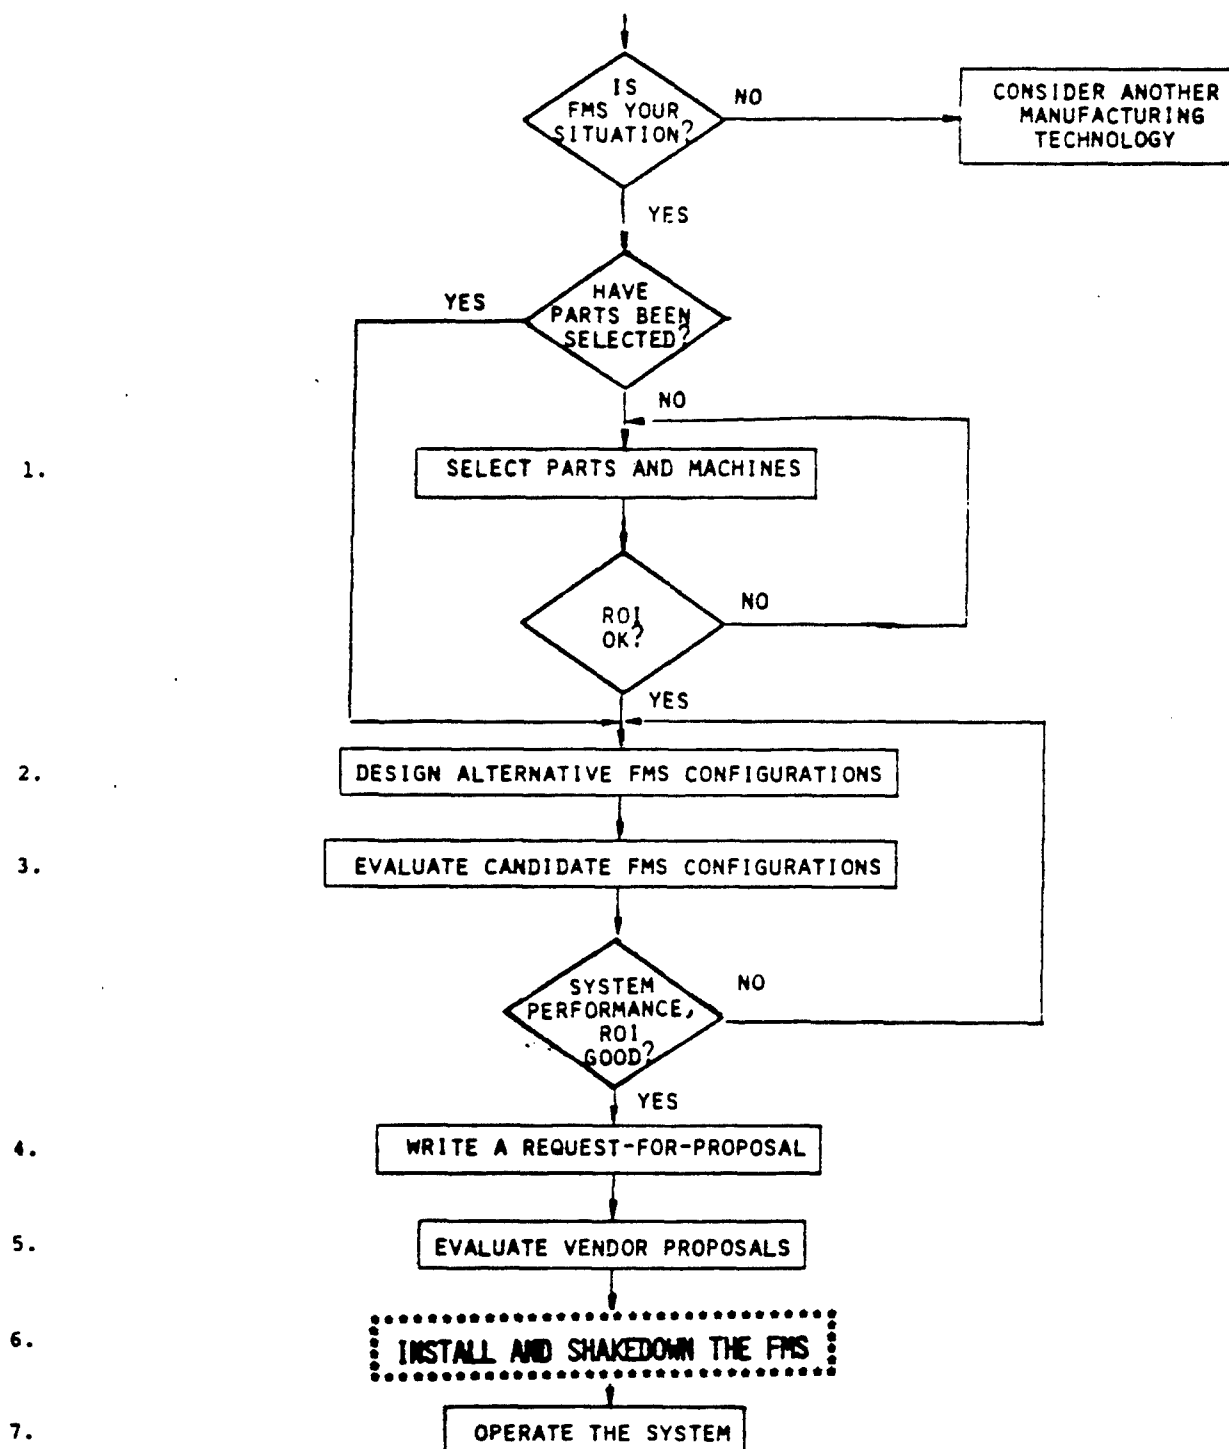 IS
FMS YOUR
SITUATION?
NO
CONSIDER ANOTHER
MANUFACTURING
TECHNOLOGY
YES
HAVE
PARTS BEEN
SELECTED?
YES
NO
1.
SELECT PARTS AND MACHINES
ROI
OK?
NO
YES
2.
DESIGN ALTERNATIVE FMS CONFIGURATIONS
3.
EVALUATE CANDIDATE FMS CONFIGURATIONS
SYSTEM
PERFORMANCE,
ROI
GOOD?
NO
YES
4.
WRITE A REQUEST-FOR-PROPOSAL
5.
EVALUATE VENDOR PROPOSALS
6.
INSTALL AND SHAKEDOWN THE FMS
7.
OPERATE THE SYSTEM